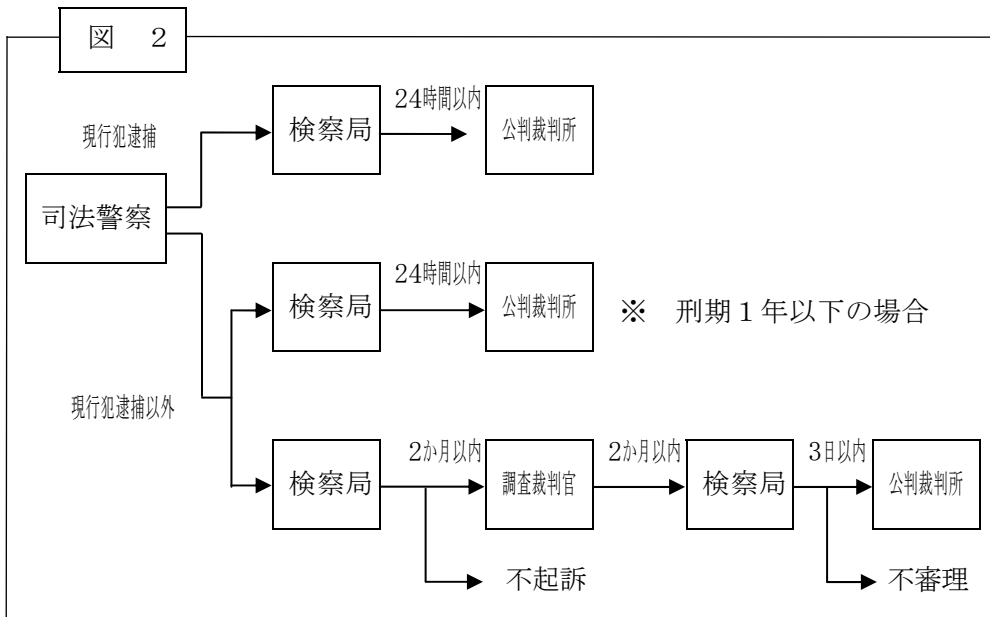 図 2
24時間以内
現行犯逮捕
検察局
公判裁判所
司法警察
24時間以内
検察局
公判裁判所
※ 刑期1年以下の場合
現行犯逮捕以外
2か月以内
2か月以内
3日以内
検察局
調査裁判官
検察局
公判裁判所
不起訴
不審理